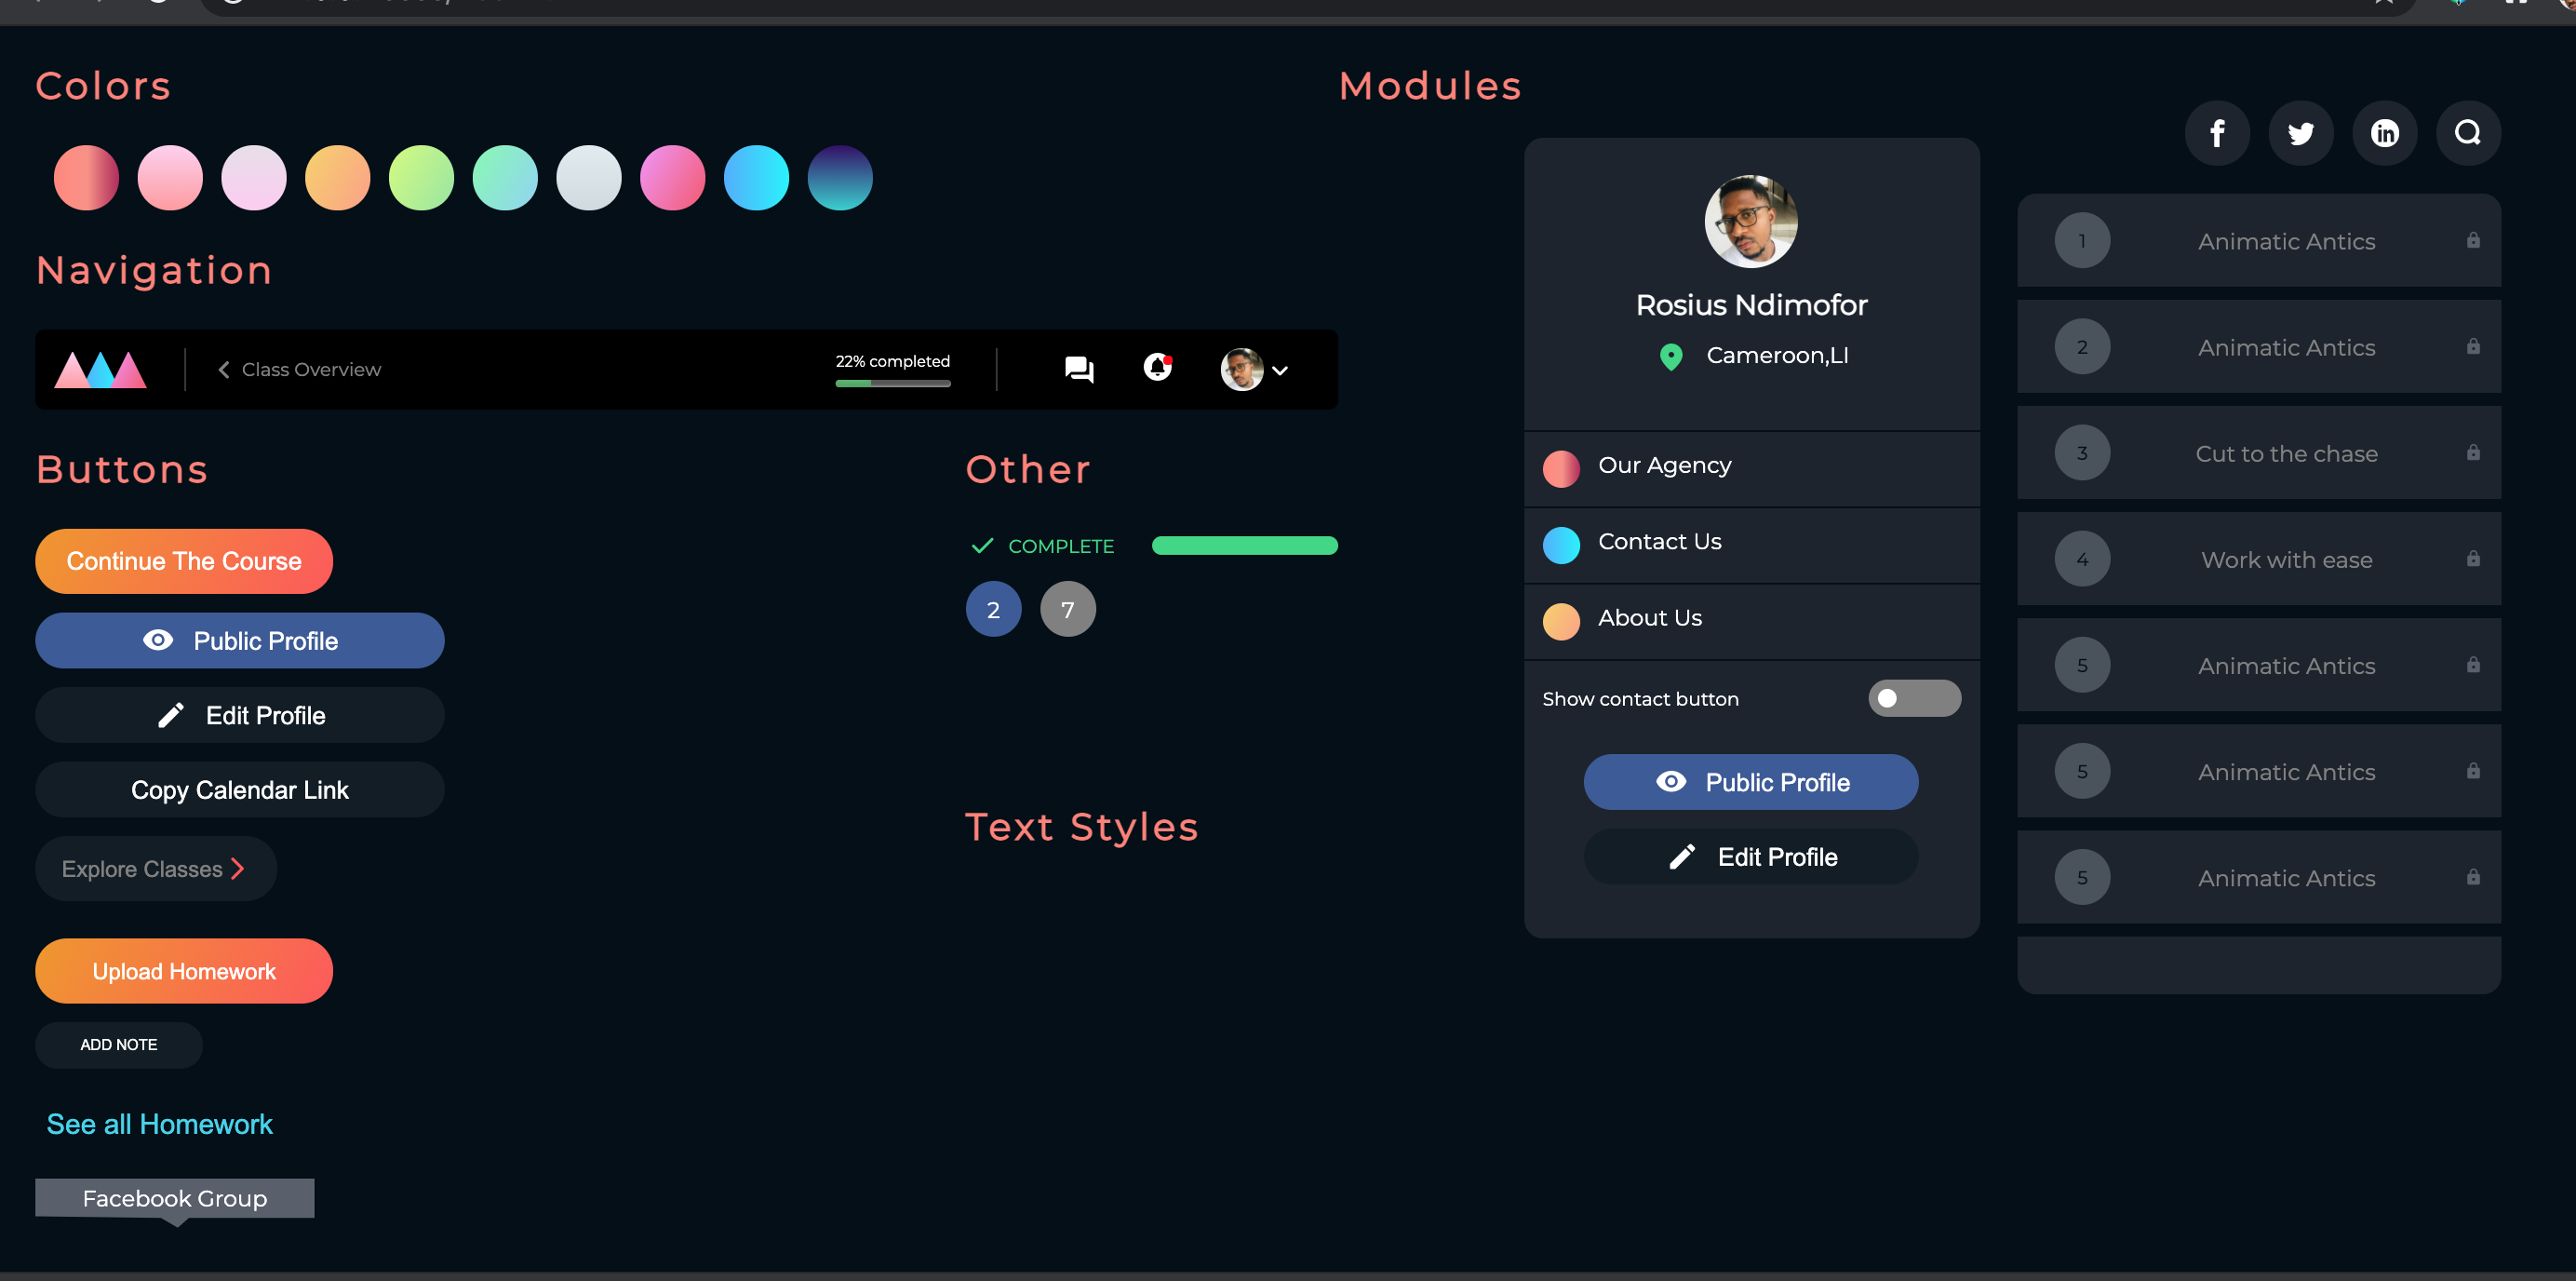 Colors
Navigation
Class Overview
22% completed
Buttons
Continue The Course
Public Profile
Edit Profile
Copy Calendar Link
Explore Classes
Upload Homework
ADD NOTE
See all Homework
Facebook Group
Other
COMPLETE
2
7
Text Styles
Modules
Rosius Ndimofor
Cameroon,LI
Our Agency
Contact Us
About Us
Show contact button
Public Profile
Edit Profile
f
in
1 Animatic Antics
2 Animatic Antics
3 Cut to the chase
4 Work with ease
5 Animatic Antics
5 Animatic Antics
5 Animatic Antics